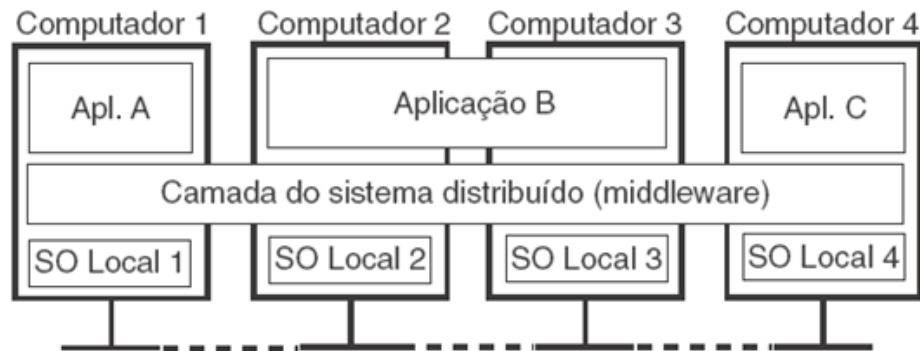 Computador 1 Computador 2 Computador 3 Computador 4
Apl. A Aplicação B Apl. C
Camada do sistema distribuído (middleware)
SO Local 1 SO Local 2 SO Local 3 SO Local 4